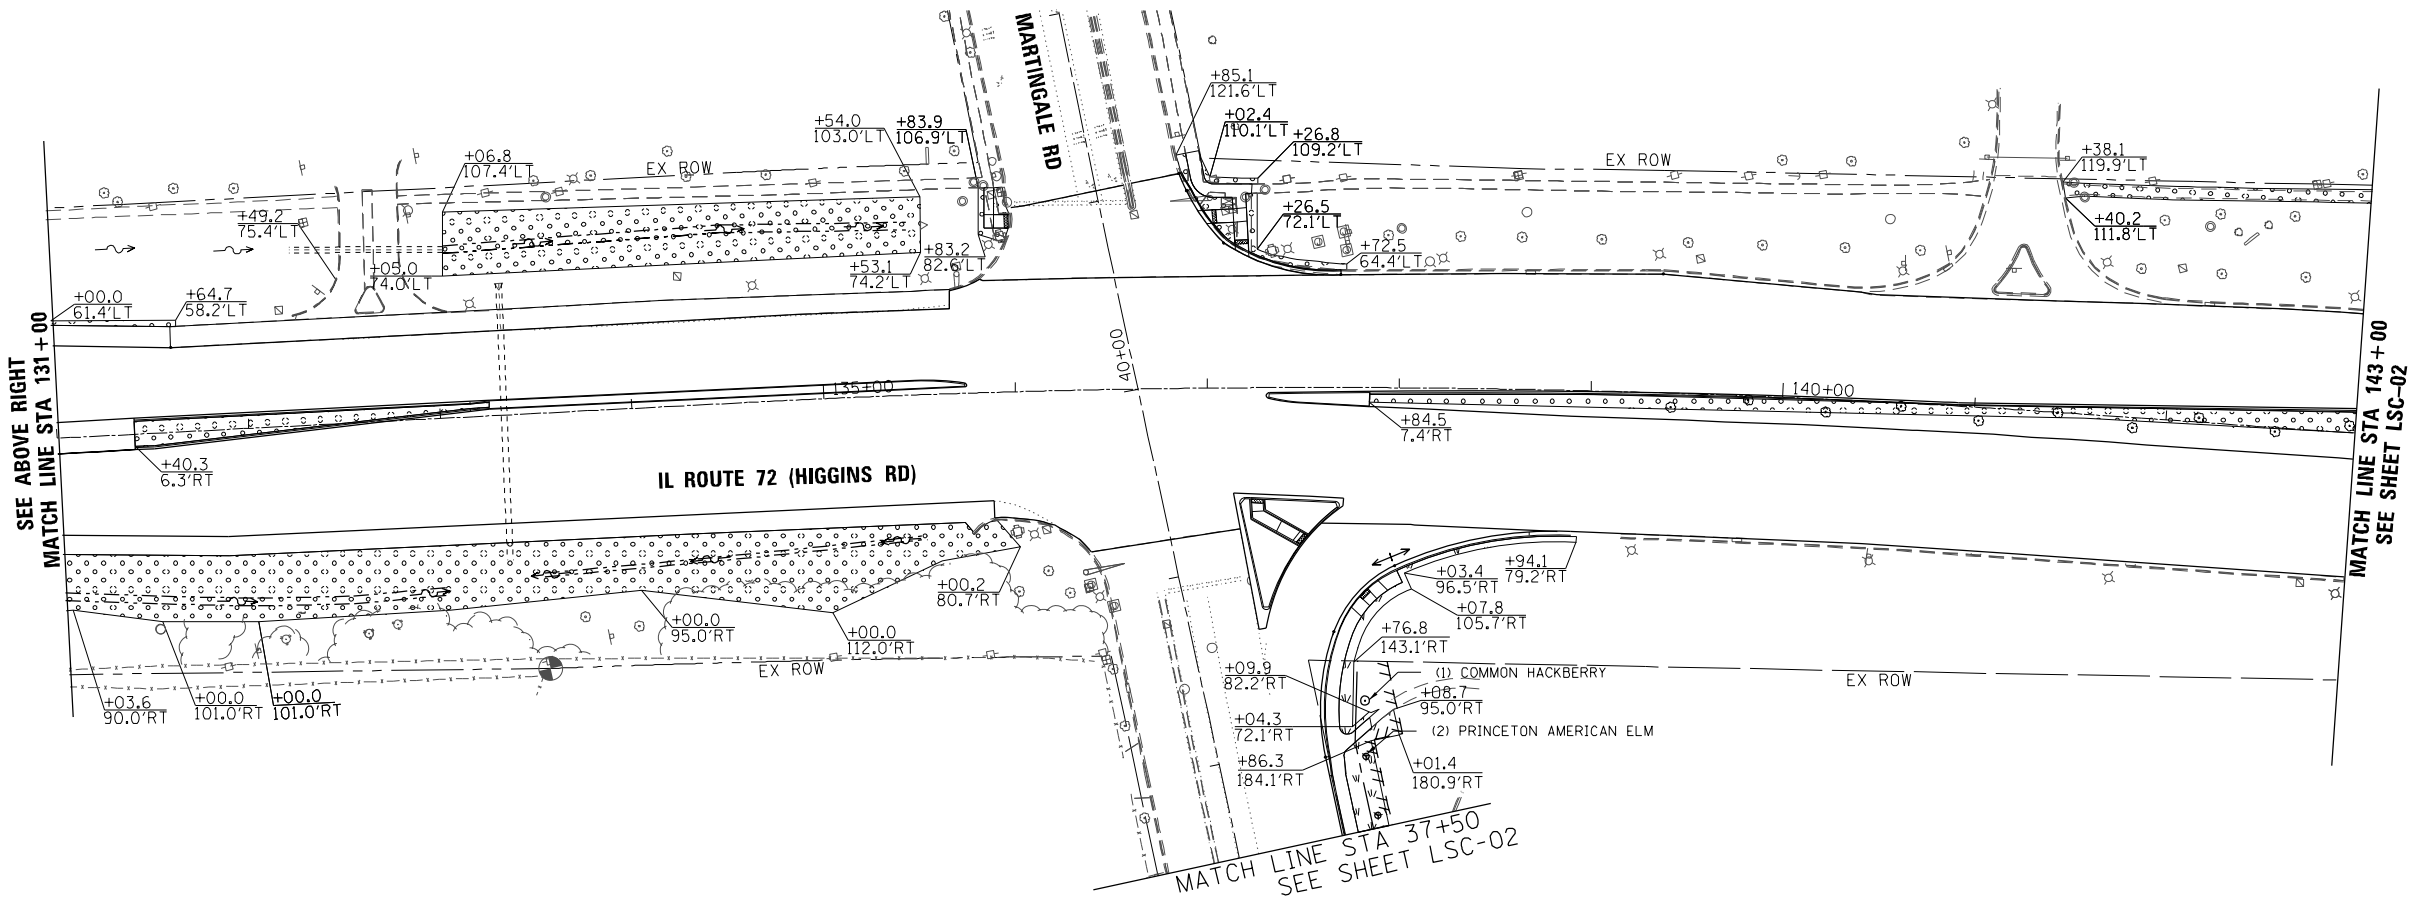 MARTINGALE RD
+85.1
121.6'LT
+02.4
110.1'LT
+26.8
109.2'LT
+54.0
103.0'LT
+83.9
106.9'LT
+06.8
107.4'LT
EX ROW
EX ROW
+38.1
119.9'LT
+49.2
75.4'LT
+26.5
72.1'LT
+40.2
111.8'LT
+05.0
74.0'LT
+53.1
74.2'LT
+83.2
82.6'LT
+72.5
64.4'LT
+00.0
61.4'LT
+64.7
58.2'LT
SEE ABOVE RIGHT
MATCH LINE STA 131+00
40+00
135+00
140+00
+84.5
7.4'RT
MATCH LINE STA 143+00
SEE SHEET LSC-02
+40.3
6.3'RT
IL ROUTE 72 (HIGGINS RD)
+94.1
79.2'RT
+03.4
96.5'RT
+00.2
80.7'RT
+07.8
105.7'RT
+00.0
95.0'RT
+00.0
112.0'RT
+76.8
143.1'RT
EX ROW
+09.9
82.2'RT
(1) COMMON HACKBERRY
EX ROW
+08.7
95.0'RT
+03.6
90.0'RT
+00.0
101.0'RT
+00.0
101.0'RT
+04.3
72.1'RT
(2) PRINCETON AMERICAN ELM
+86.3
184.1'RT
+01.4
180.9'RT
MATCH LINE STA 37+50
SEE SHEET LSC-02